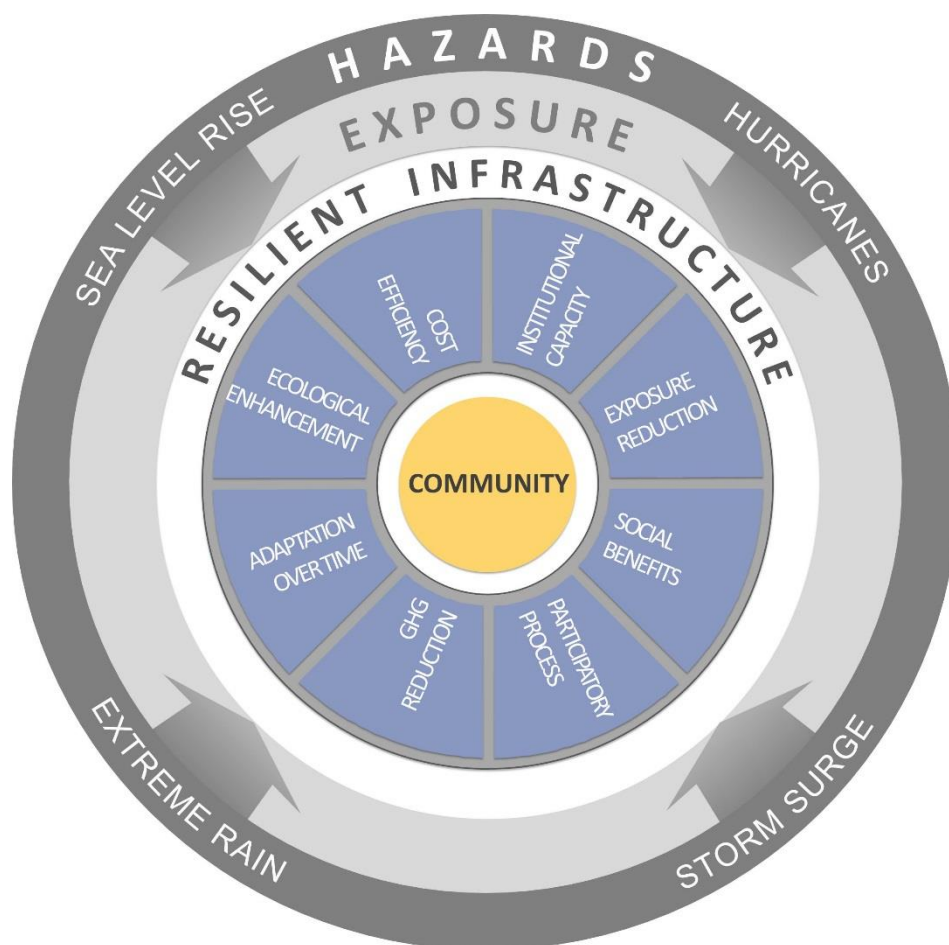 HAZARDS
SEA LEVEL RISE
HURRICANES
EXTREME RAIN
STORM SURGE
EXPOSURE
RESILIENT INFRASTRUCTURE
COST
EFFICIENCY
INSTITUTIONAL
CAPACITY
EXPOSURE
REDUCTION
SOCIAL
BENEFITS
PARTICIPATORY
PROCESS
GHG
REDUCTION
ADAPTATION
OVER TIME
ECOLOGICAL
ENHANCEMENT
COMMUNITY